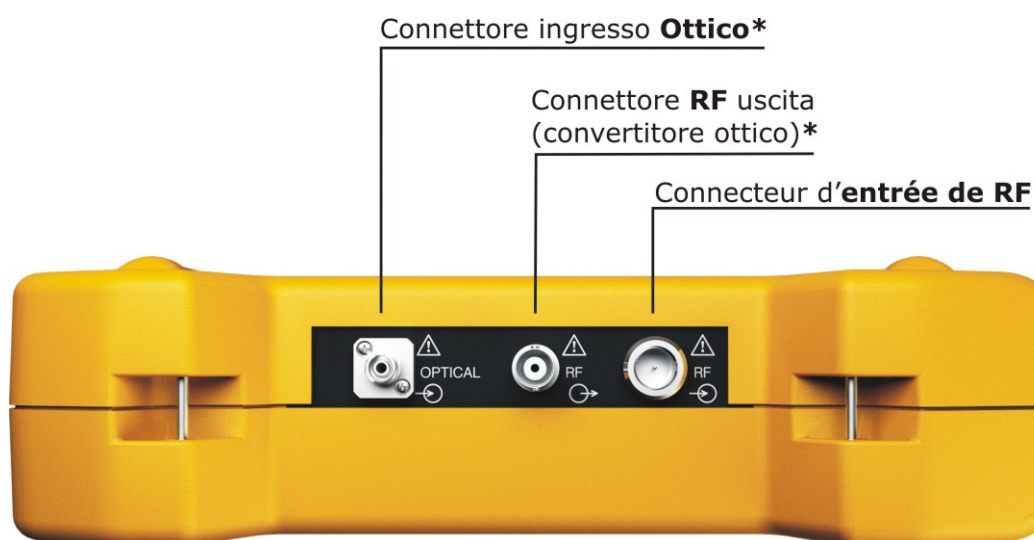 Connettore ingresso Ottico*
Connettore RF uscita
(convertitore ottico)*
Connecteur d’entrée de RF
OPTICAL
RF
RF